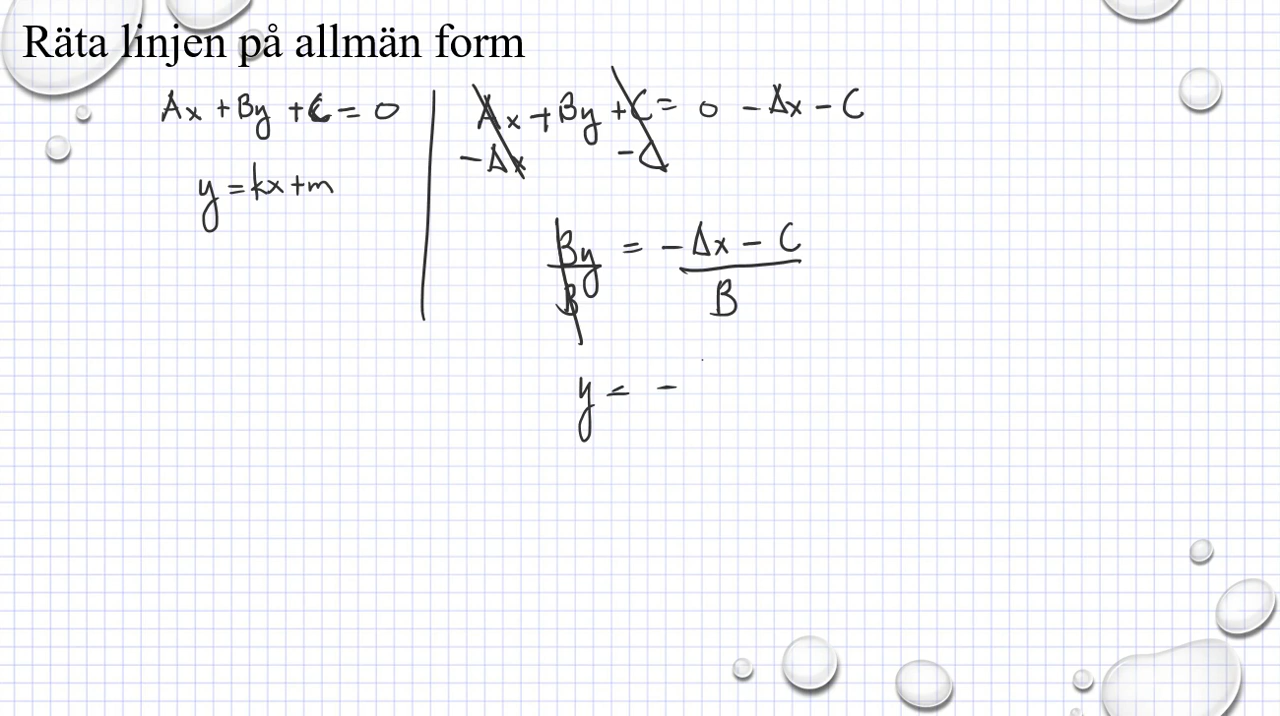 Räta linjen på allmän form
Ax + By + C = 0
y = kx + m
Ax + By + C = 0 - Ax - C
-Ax -C
By = -Ax - C
B B
y = -